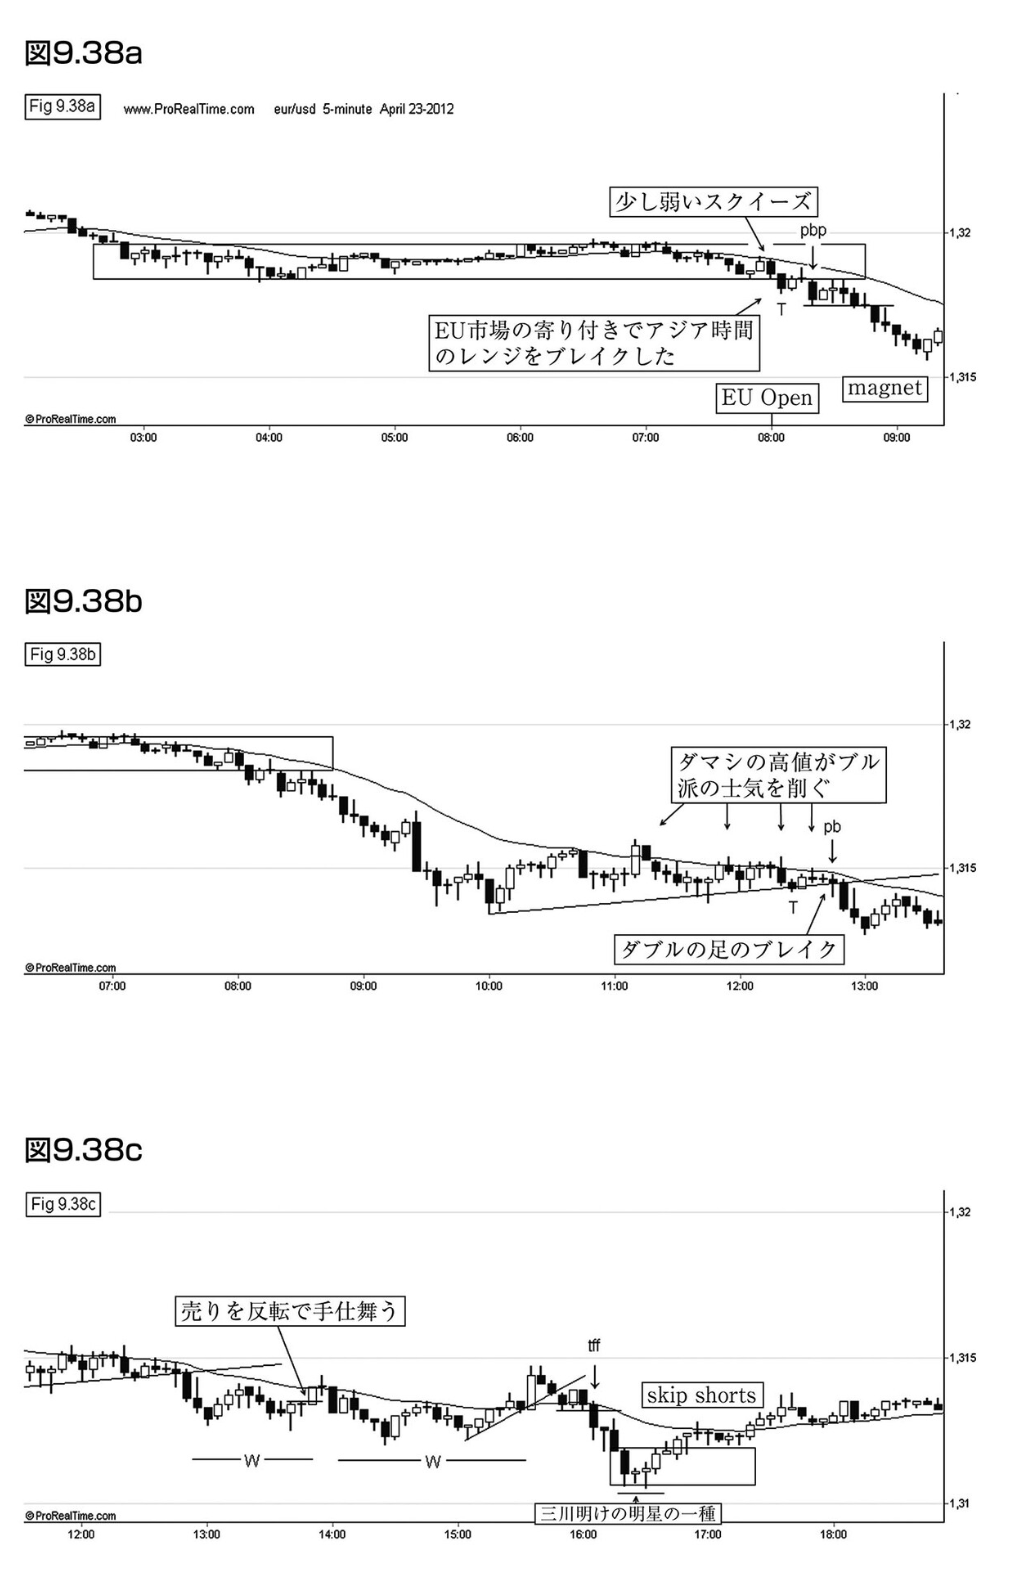 図9.38a
Fig 9.38a www.ProRealTime.com eur/usd 5-minute April 23-2012
少し弱いスクイーズ
pbp
1,32
T
EU市場の寄り付きでアジア時間
のレンジをブレイクした
1,315
EU Open
magnet
©ProRealTime.com
03:00 04:00 05:00 06:00 07:00 08:00 09:00
図9.38b
Fig 9.38b
1,32
ダマシの高値がブル
派の士気を削ぐ
pb
1,315
T
ダブルの足のブレイク
©ProRealTime.com
07:00 08:00 09:00 10:00 11:00 12:00 13:00
図9.38c
Fig 9.38c
1,32
売りを反転で手仕舞う
tff
1,315
skip shorts
W
W
1,31
三川明けの明星の一種
©ProRealTime.com
12:00 13:00 14:00 15:00 16:00 17:00 18:00